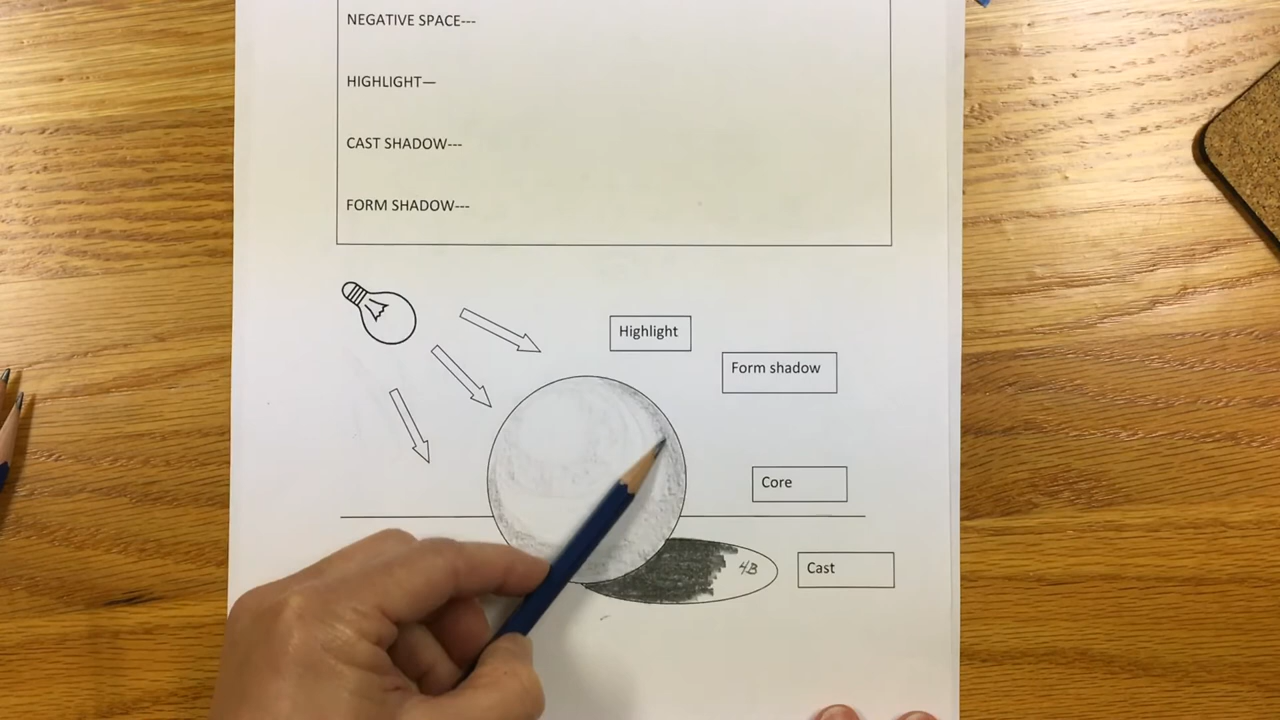 NEGATIVE SPACE---
HIGHLIGHT—
CAST SHADOW---
FORM SHADOW---
Highlight
Form shadow
Core
Cast
4B